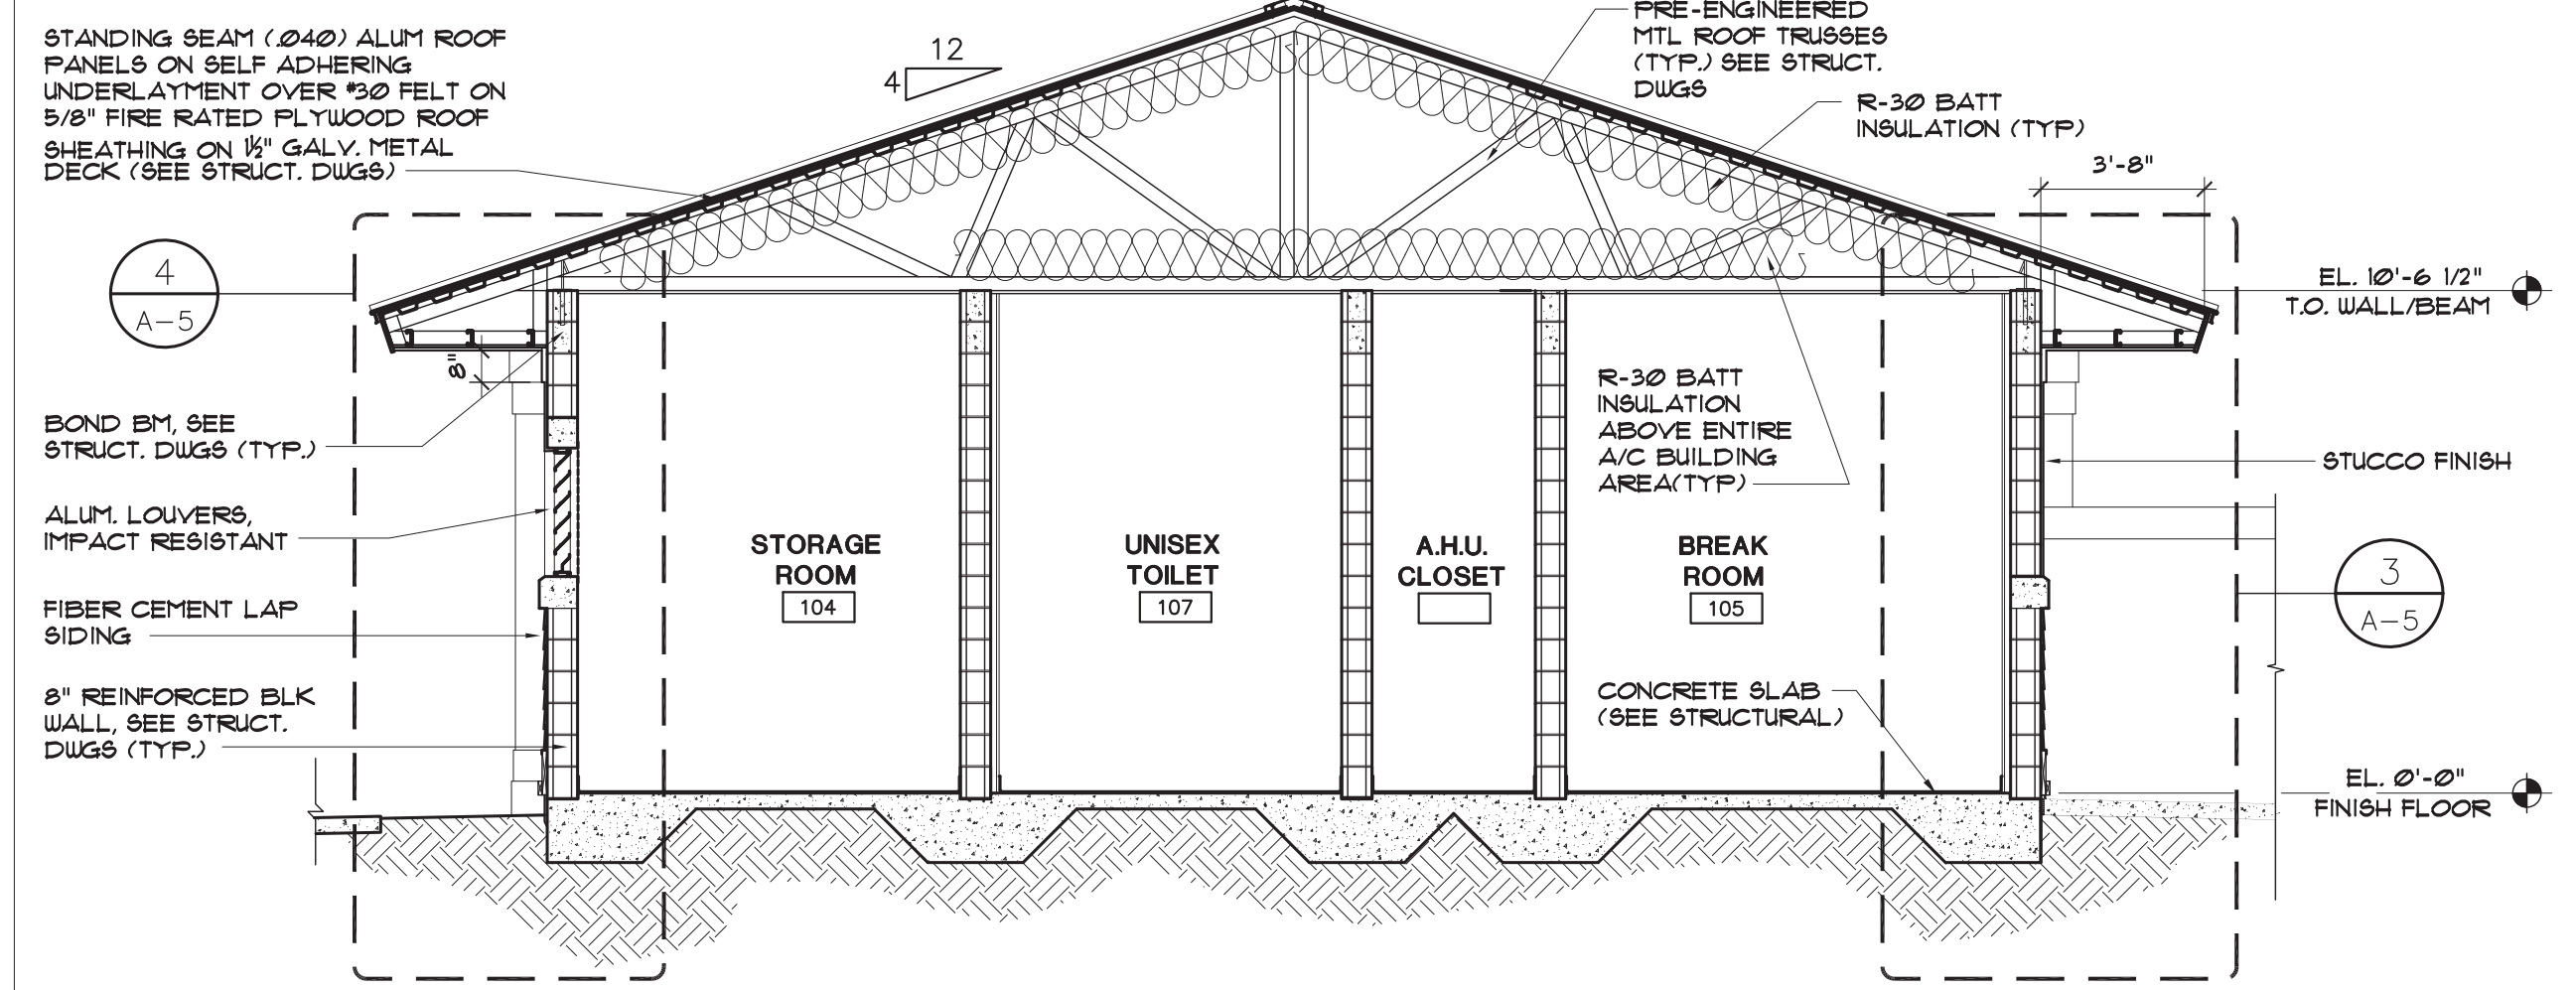 STANDING SEAM (.040) ALUM ROOF
PANELS ON SELF ADHERING
UNDERLAYMENT OVER #30 FELT ON
5/8" FIRE RATED PLYWOOD ROOF
SHEATHING ON 1½" GALV. METAL
DECK (SEE STRUCT. DWGS)
12
4
PRE-ENGINEERED
MTL ROOF TRUSSES
(TYP.) SEE STRUCT.
DWGS
R-30 BATT
INSULATION (TYP)
3'-8"
4
A-5
EL. 10'-6 1/2"
T.O. WALL/BEAM
8"
BOND BM, SEE
STRUCT. DWGS (TYP.)
R-30 BATT
INSULATION
ABOVE ENTIRE
A/C BUILDING
AREA(TYP)
STUCCO FINISH
ALUM. LOUVERS,
IMPACT RESISTANT
STORAGE
ROOM
104
UNISEX
TOILET
107
A.H.U.
CLOSET
BREAK
ROOM
105
3
A-5
FIBER CEMENT LAP
SIDING
8" REINFORCED BLK
WALL, SEE STRUCT.
DWGS (TYP.)
CONCRETE SLAB
(SEE STRUCTURAL)
EL. 0'-0"
FINISH FLOOR